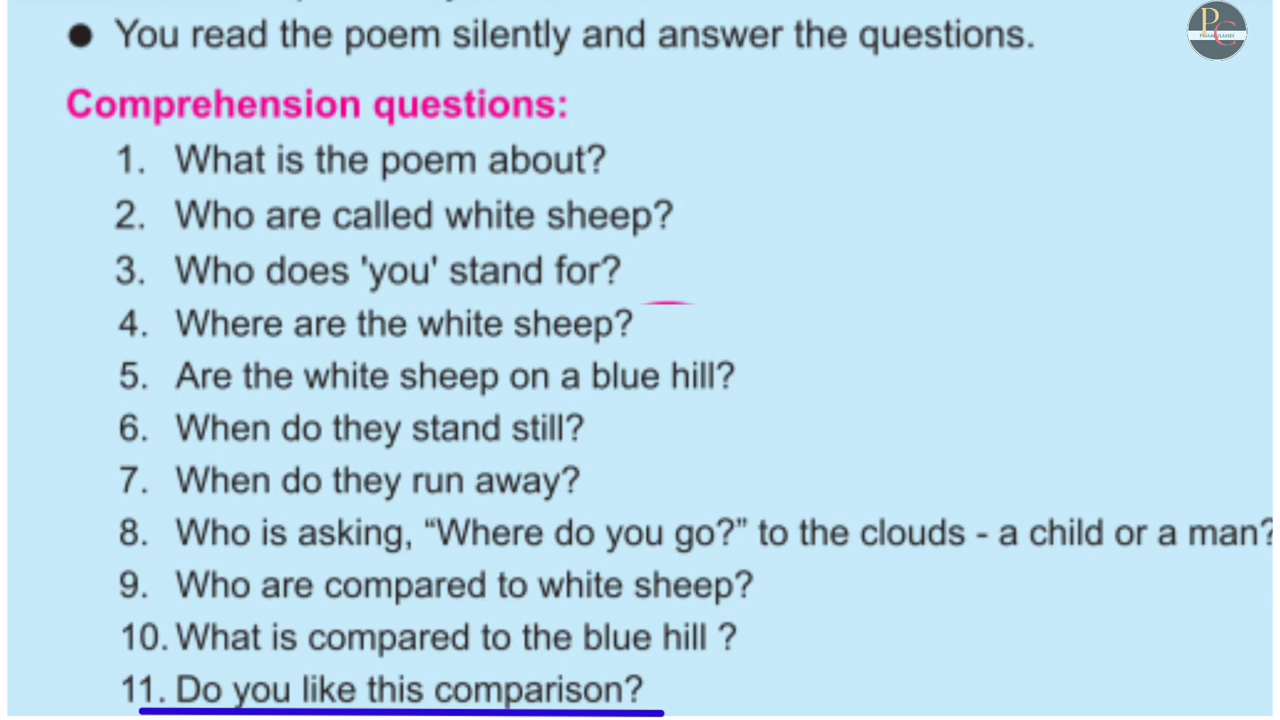 ● You read the poem silently and answer the questions.
PC
Comprehension questions:
1. What is the poem about?
2. Who are called white sheep?
3. Who does 'you' stand for?
4. Where are the white sheep?
5. Are the white sheep on a blue hill?
6. When do they stand still?
7. When do they run away?
8. Who is asking, “Where do you go?” to the clouds - a child or a man?
9. Who are compared to white sheep?
10. What is compared to the blue hill ?
11. Do you like this comparison?